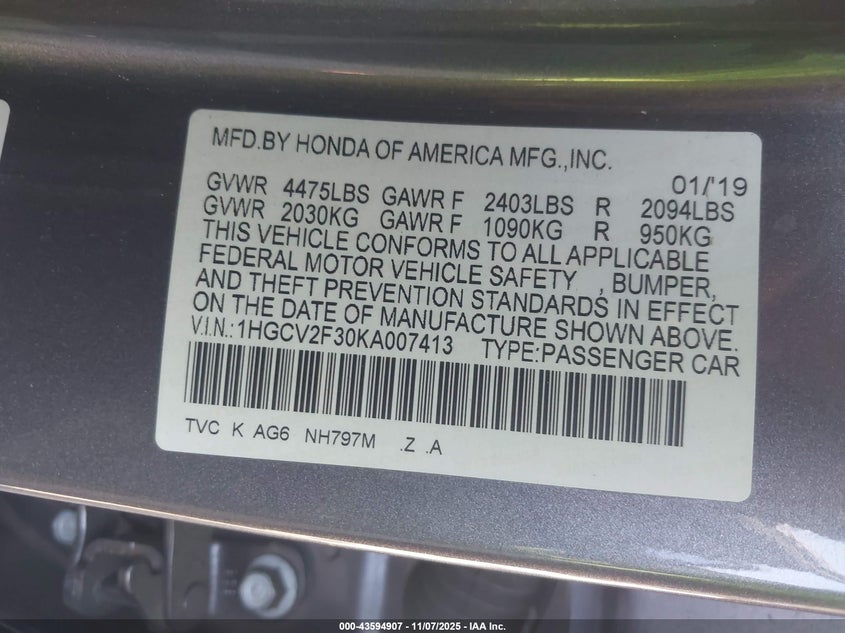 MFD.BY HONDA OF AMERICA MFG.,INC.
01/'19
GVWR 4475LBS GAWR F 2403LBS R 2094LBS
GVWR 2030KG GAWR F 1090KG R 950KG
THIS VEHICLE CONFORMS TO ALL APPLICABLE
FEDERAL MOTOR VEHICLE SAFETY , BUMPER,
AND THEFT PREVENTION STANDARDS IN EFFECT
ON THE DATE OF MANUFACTURE SHOWN ABOVE.
V.I.N.:1HGCV2F30KA007413 TYPE:PASSENGER CAR
TVC K AG6 NH797M .Z .A
000-43594907 - 11/07/2025 - IAA Inc.